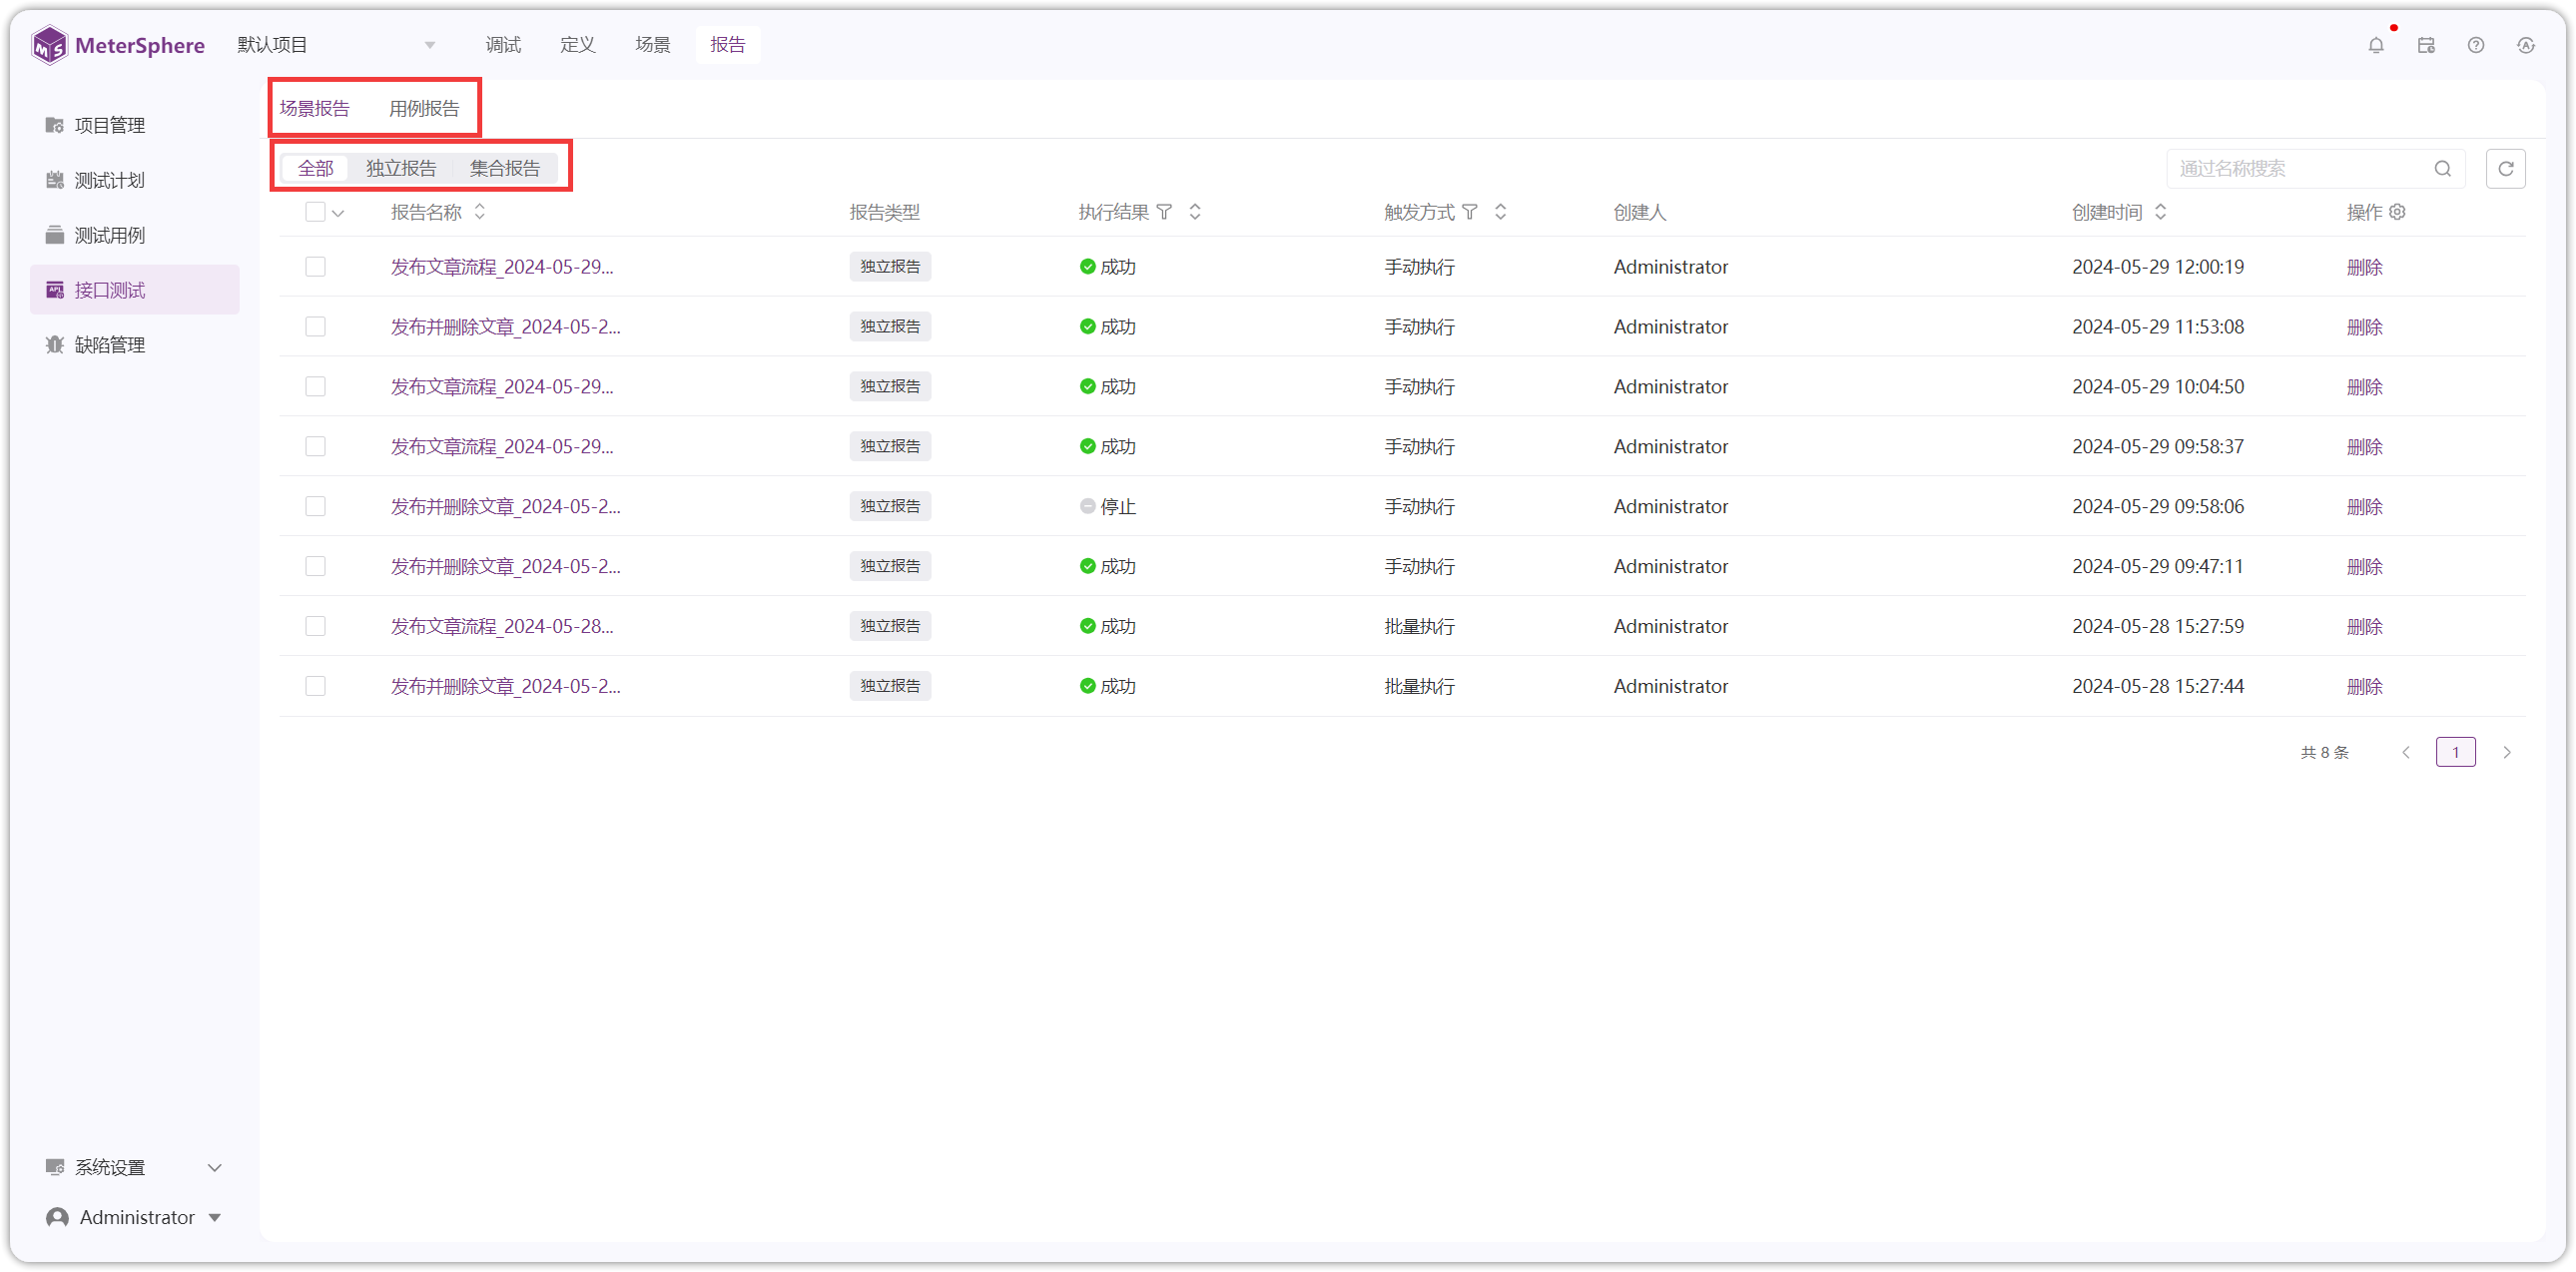 MeterSphere 默认项目 调试 定义 场景 报告
项目管理
测试计划
测试用例
接口测试
缺陷管理
系统设置
Administrator
场景报告 用例报告
全部 独立报告 集合报告 通过名称搜索
报告名称 报告类型 执行结果 触发方式 创建人 创建时间 操作
发布文章流程_2024-05-29... 独立报告 成功 手动执行 Administrator 2024-05-29 12:00:19 删除
发布并删除文章_2024-05-2... 独立报告 成功 手动执行 Administrator 2024-05-29 11:53:08 删除
发布文章流程_2024-05-29... 独立报告 成功 手动执行 Administrator 2024-05-29 10:04:50 删除
发布文章流程_2024-05-29... 独立报告 成功 手动执行 Administrator 2024-05-29 09:58:37 删除
发布并删除文章_2024-05-2... 独立报告 停止 手动执行 Administrator 2024-05-29 09:58:06 删除
发布并删除文章_2024-05-2... 独立报告 成功 手动执行 Administrator 2024-05-29 09:47:11 删除
发布文章流程_2024-05-28... 独立报告 成功 批量执行 Administrator 2024-05-28 15:27:59 删除
发布并删除文章_2024-05-2... 独立报告 成功 批量执行 Administrator 2024-05-28 15:27:44 删除
共 8 条 1